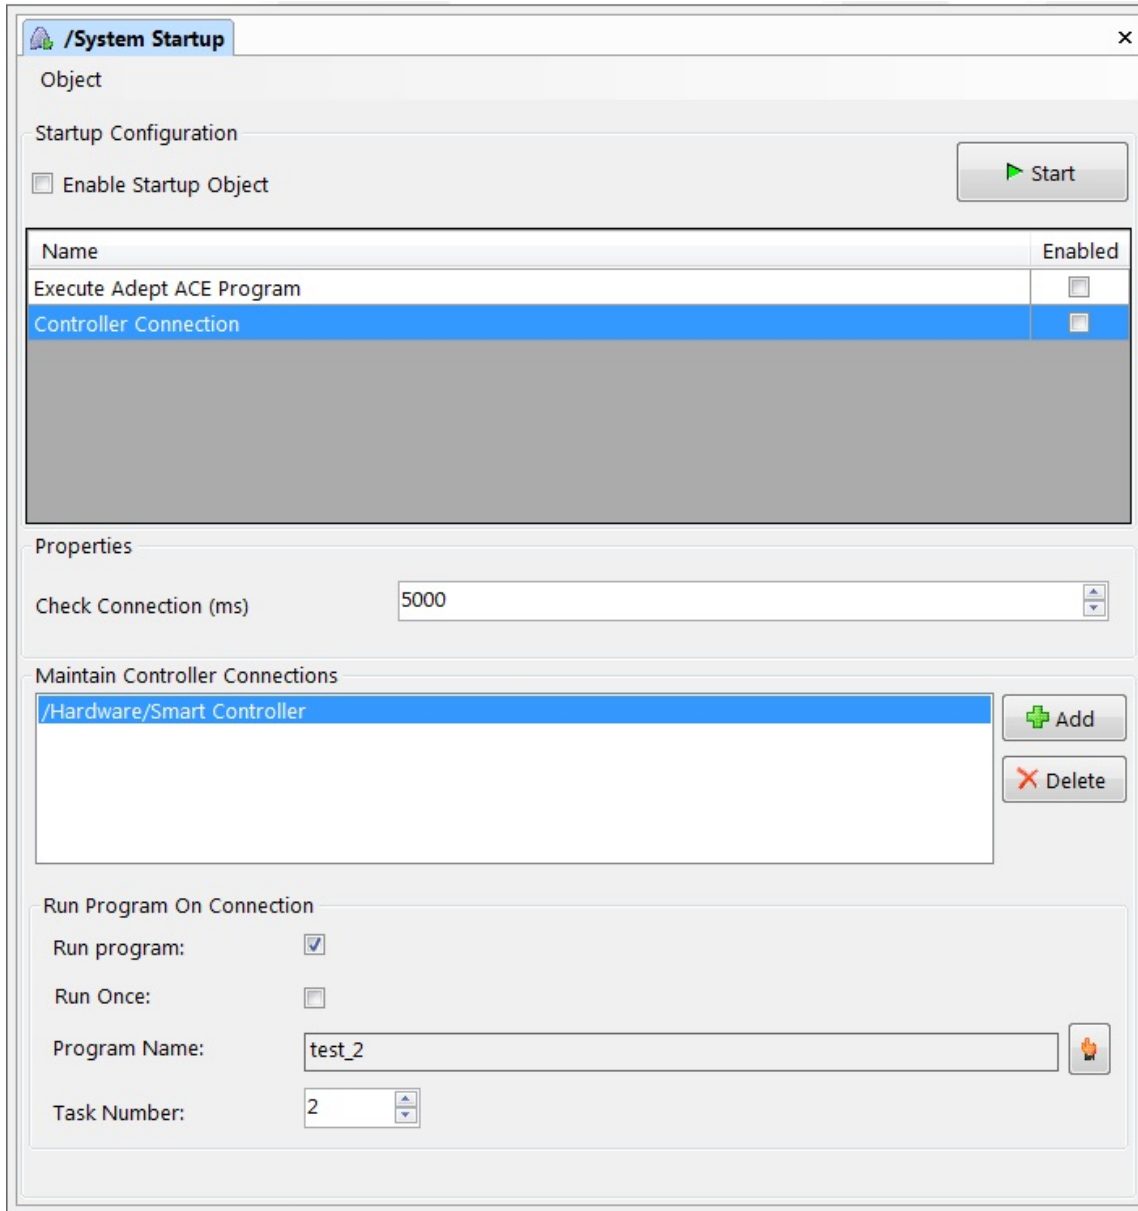 /System Startup
Object
Startup Configuration
Enable Startup Object
Start
Name Enabled
Execute Adept ACE Program
Controller Connection
Properties
Check Connection (ms) 5000
Maintain Controller Connections
/Hardware/Smart Controller
Add
Delete
Run Program On Connection
Run program:
Run Once:
Program Name: test_2
Task Number: 2